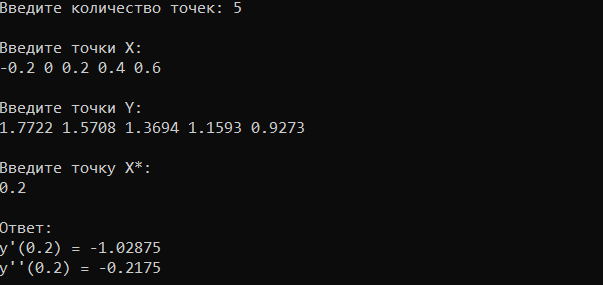 Введите количество точек: 5
Введите точки X:
-0.2 0 0.2 0.4 0.6
Введите точки Y:
1.7722 1.5708 1.3694 1.1593 0.9273
Введите точку X*:
0.2
Ответ:
y'(0.2) = -1.02875
y''(0.2) = -0.2175